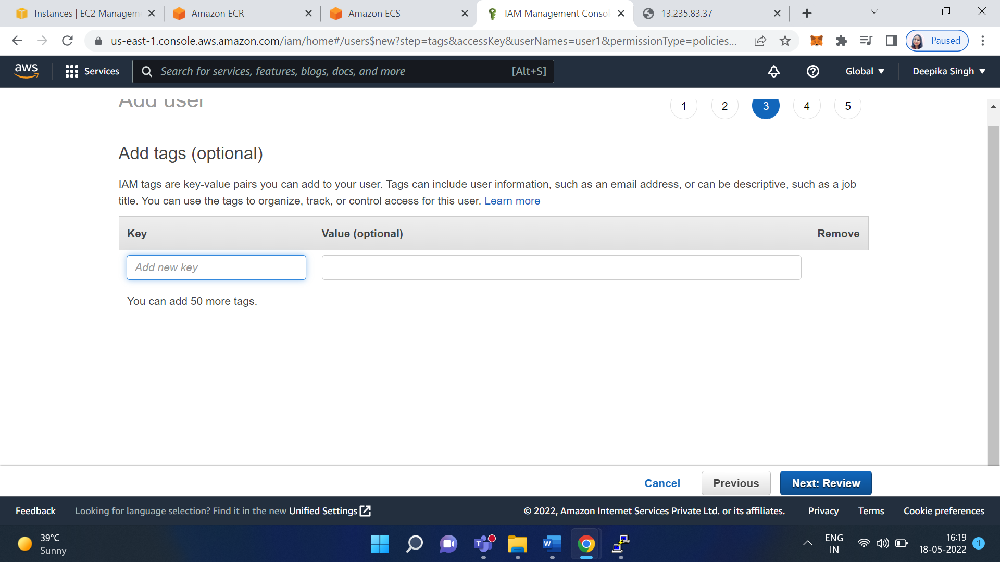 Instances | EC2 Managem
Amazon ECR
Amazon ECS
IAM Management Consol
13.235.83.37
us-east-1.console.aws.amazon.com/iam/home#/users$new?step=tags&accessKey&userNames=user1&permissionType=policies...
Paused
aws
Services
Search for services, features, blogs, docs, and more
[Alt+S]
Global
Deepika Singh
Add user
1 2 3 4 5
Add tags (optional)
IAM tags are key-value pairs you can add to your user. Tags can include user information, such as an email address, or can be descriptive, such as a job
title. You can use the tags to organize, track, or control access for this user. Learn more
Key Value (optional) Remove
Add new key
You can add 50 more tags.
Cancel Previous Next: Review
Feedback Looking for language selection? Find it in the new Unified Settings © 2022, Amazon Internet Services Private Ltd. or its affiliates. Privacy Terms Cookie preferences
39°C
Sunny
T
W
ENG
IN
16:19
18-05-2022
1